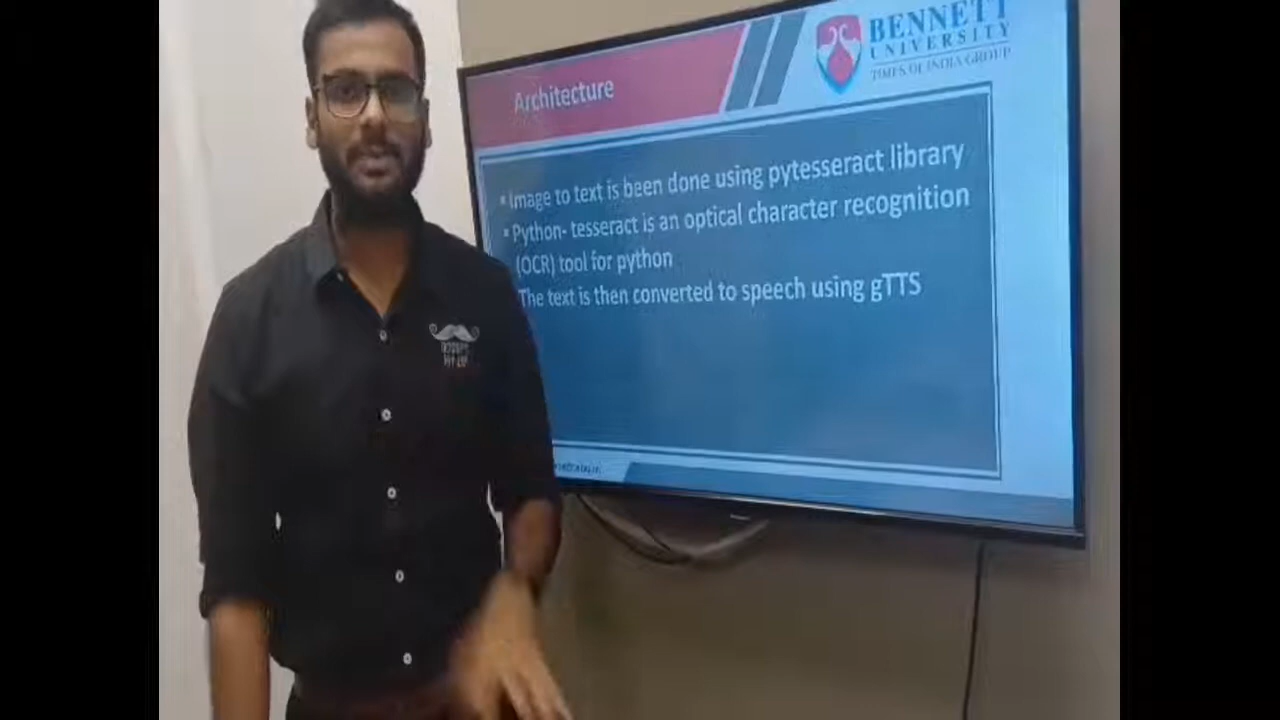 BENNETT
UNIVERSITY
TIMES OF INDIA GROUP
Architecture
▪ Image to text is been done using pytesseract library
▪ Python- tesseract is an optical character recognition
(OCR) tool for python
The text is then converted to speech using gTTS